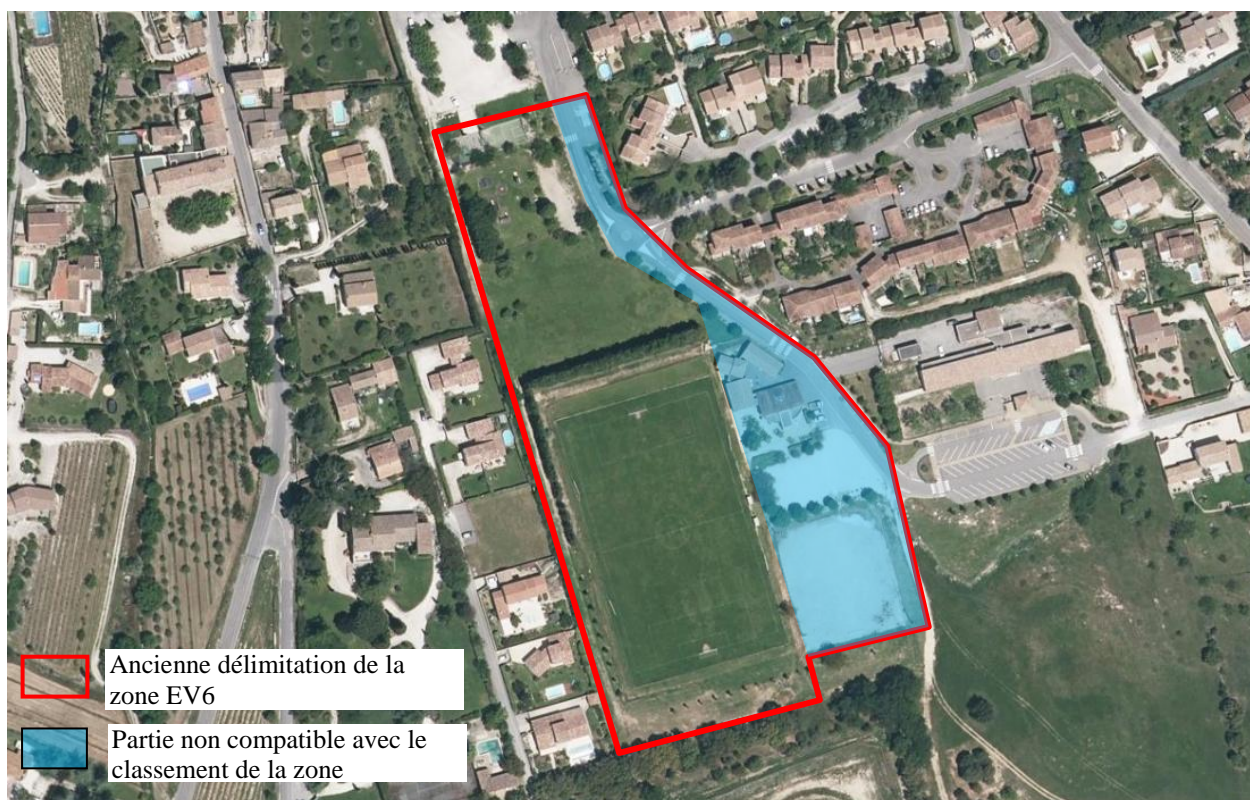 Ancienne délimitation de la
zone EV6
Partie non compatible avec le
classement de la zone